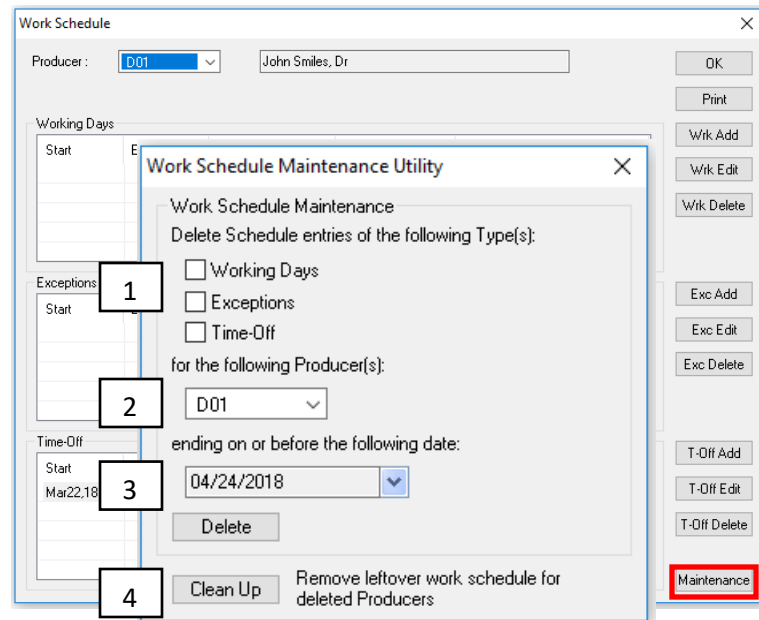 Work Schedule
Producer :
D01
John Smiles, Dr
OK
Print
Working Days
Start
E
Wrk Add
Wrk Edit
Wrk Delete
Work Schedule Maintenance Utility
Work Schedule Maintenance
Delete Schedule entries of the following Type(s):
1
Working Days
Exceptions
Time-Off
for the following Producer(s):
2
D01
ending on or before the following date:
3
04/24/2018
Delete
4
Clean Up
Remove leftover work schedule for
deleted Producers
Exceptions
Start
Exc Add
Exc Edit
Exc Delete
Time-Off
Start
Mar22,18
T-Off Add
T-Off Edit
T-Off Delete
Maintenance